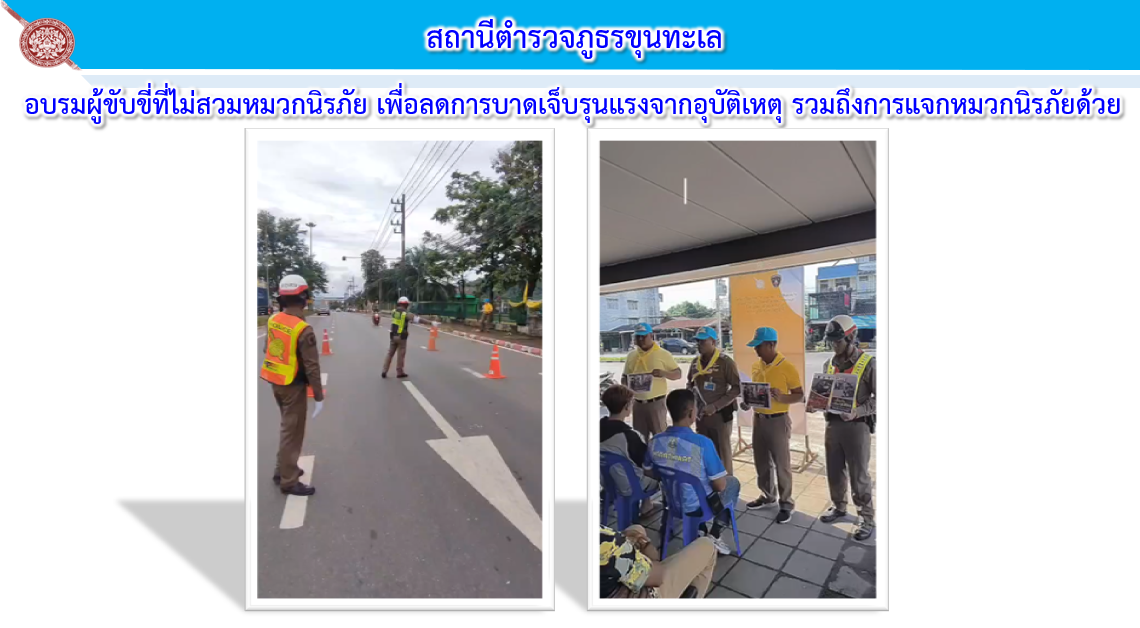 สถานีตำรวจภูธรขุนทะเล
อบรมผู้ขับขี่ที่ไม่สวมหมวกนิรภัย เพื่อลดการบาดเจ็บรุนแรงจากอุบัติเหตุ รวมถึงการแจกหมวกนิรภัยด้วย